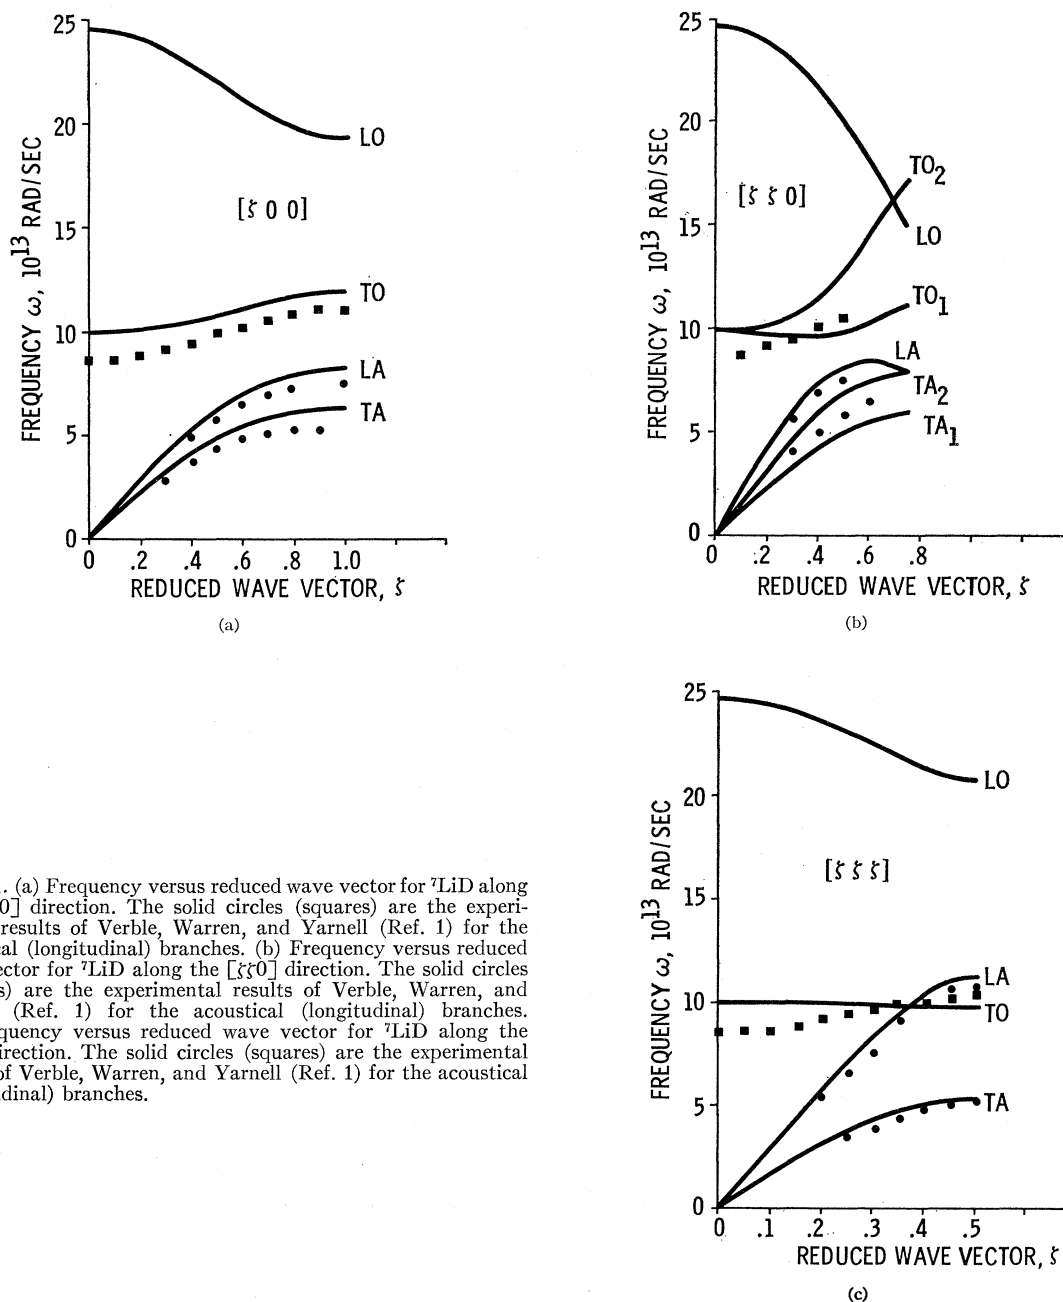 25
20
15
10
5
0
FREQUENCY ω, 10^13 RAD/SEC
LO
[ζ 0 0]
TO
LA
TA
0 .2 .4 .6 .8 1.0
REDUCED WAVE VECTOR, ζ
(a)
25
20
15
10
5
0
FREQUENCY ω, 10^13 RAD/SEC
TO2
[ζ ζ 0]
LO
TO1
LA
TA2
TA1
0 .2 .4 .6 .8
REDUCED WAVE VECTOR, ζ
(b)
25
20
15
10
5
0
FREQUENCY ω, 10^13 RAD/SEC
LO
[ζ ζ ζ]
LA
TO
TA
0 .1 .2 .3 .4 .5
REDUCED WAVE VECTOR, ζ
(c)
. (a) Frequency versus reduced wave vector for ⁷LiD along
0] direction. The solid circles (squares) are the experi-
results of Verble, Warren, and Yarnell (Ref. 1) for the
al (longitudinal) branches. (b) Frequency versus reduced
ector for ⁷LiD along the [ζζ0] direction. The solid circles
s) are the experimental results of Verble, Warren, and
(Ref. 1) for the acoustical (longitudinal) branches.
quency versus reduced wave vector for ⁷LiD along the
irection. The solid circles (squares) are the experimental
of Verble, Warren, and Yarnell (Ref. 1) for the acoustical
dinal) branches.